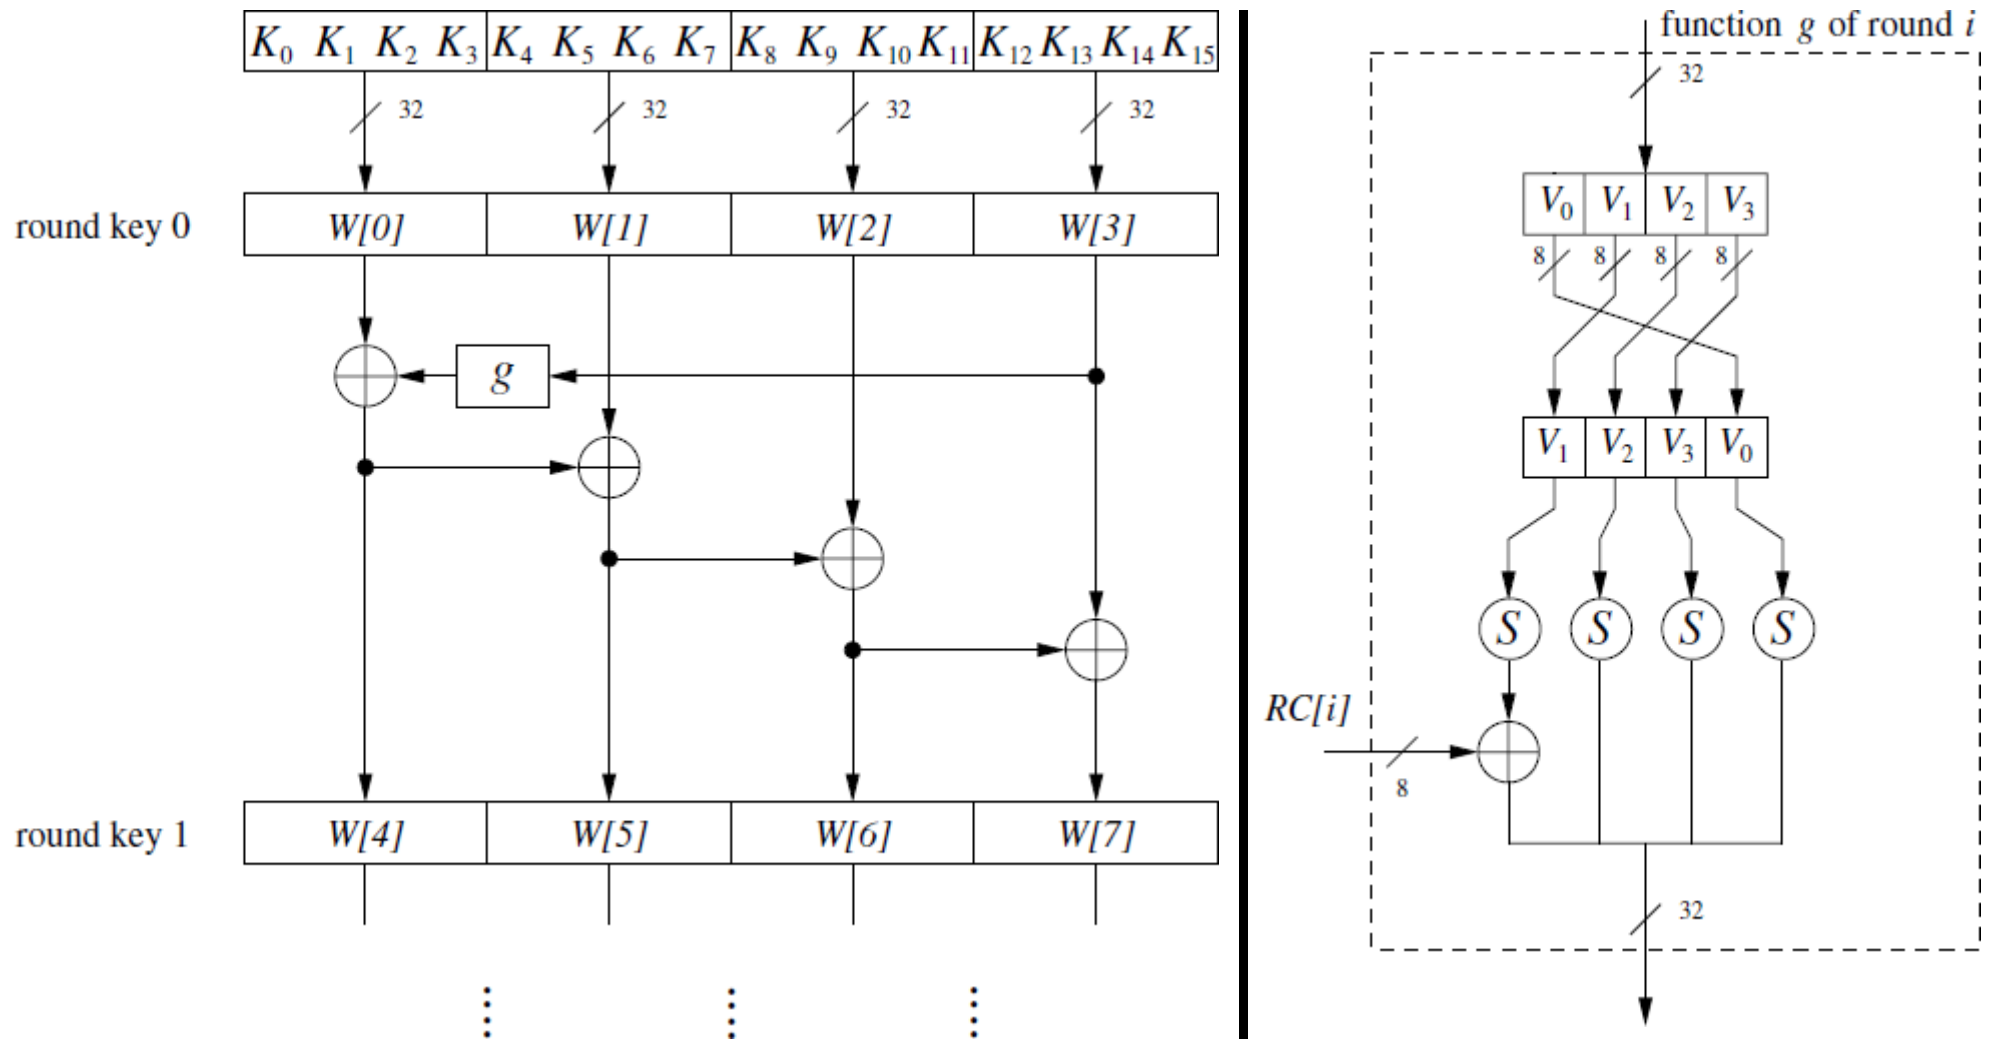 K₀ K₁ K₂ K₃ K₄ K₅ K₆ K₇ K₈ K₉ K₁₀ K₁₁ K₁₂ K₁₃ K₁₄ K₁₅
32 32 32 32
round key 0 W[0] W[1] W[2] W[3]
g
round key 1 W[4] W[5] W[6] W[7]
function g of round i
32
V₀ V₁ V₂ V₃
8 8 8 8
V₁ V₂ V₃ V₀
S S S S
RC[i]
8
32